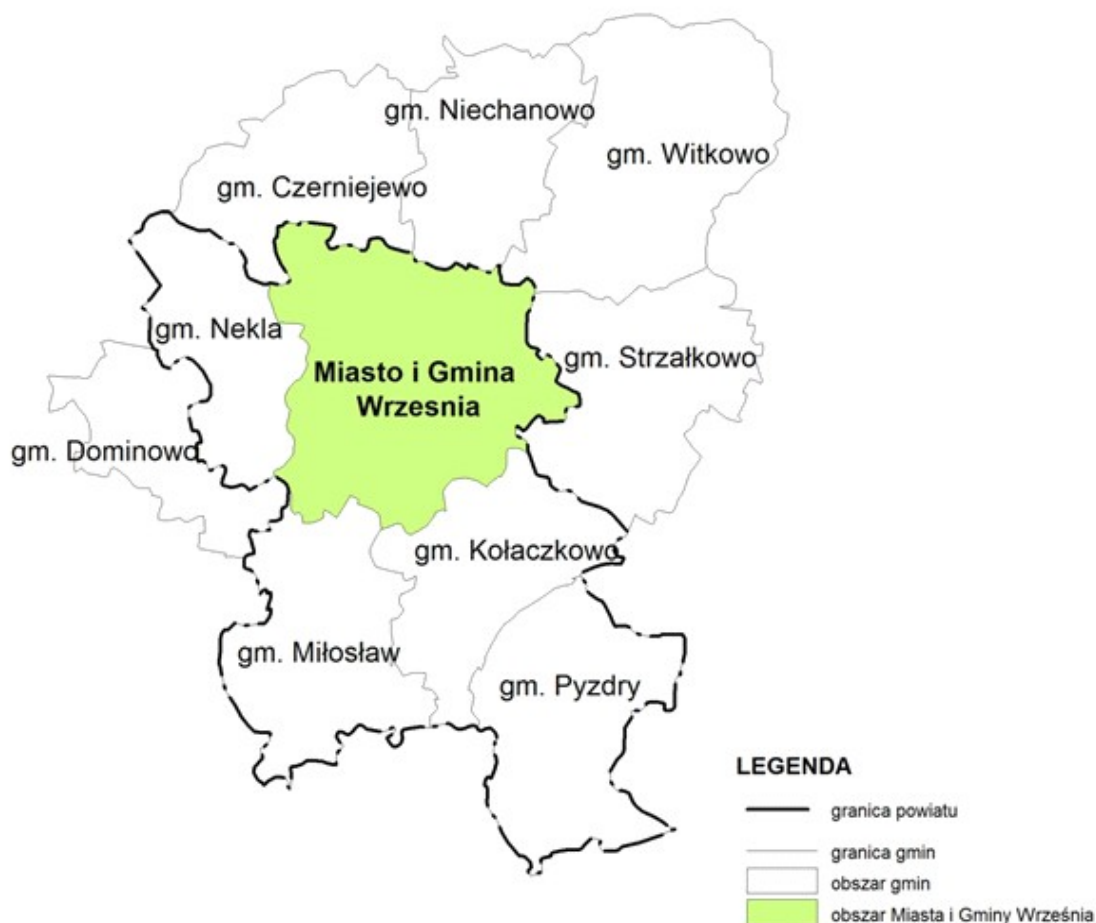 gm. Niechanowo
gm. Witkowo
gm. Czerniejewo
gm. Nekla
gm. Strzałkowo
Miasto i Gmina
Wrzesnia
gm. Dominowo
gm. Kołaczkowo
gm. Miłosław
gm. Pyzdry
LEGENDA
granica powiatu
granica gmin
obszar gmin
obszar Miasta i Gminy Września